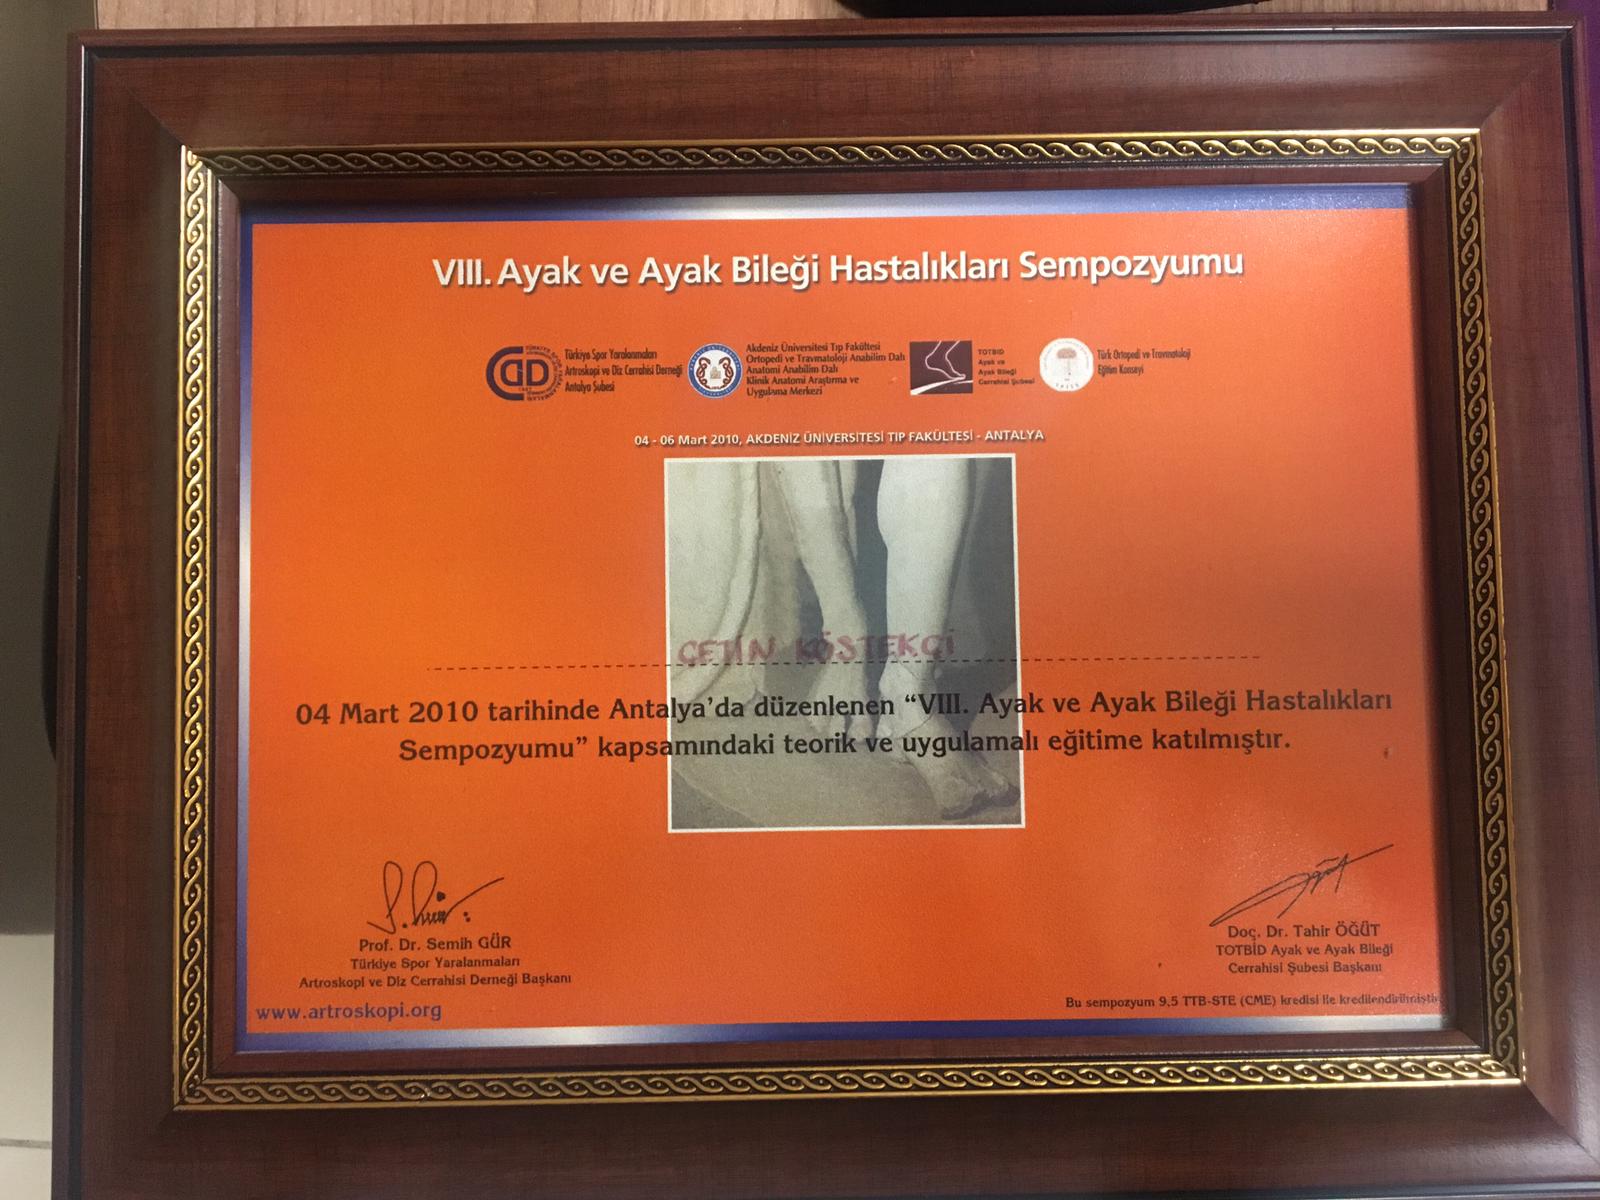 VIII. Ayak ve Ayak Bileği Hastalıkları Sempozyumu
Türkiye Spor Yaralanmaları
Artroskopi ve Diz Cerrahisi Derneği
Antalya Şubesi
Akdeniz Üniversitesi Tıp Fakültesi
Ortopedi ve Travmatoloji Anabilim Dalı
Anatomi Anabilim Dalı
Klinik Anatomi Araştırma ve
Uygulama Merkezi
TOTBİD
Ayak ve
Ayak Bileği
Cerrahisi Şubesi
Türk Ortopedi ve Travmatoloji
Eğitim Konseyi
04 - 06 Mart 2010, AKDENİZ ÜNİVERSİTESİ TIP FAKÜLTESİ - ANTALYA
ÇETİN KÖSTEKÇİ
04 Mart 2010 tarihinde Antalya'da düzenlenen “VIII. Ayak ve Ayak Bileği Hastalıkları
Sempozyumu” kapsamındaki teorik ve uygulamalı eğitime katılmıştır.
Prof. Dr. Semih GÜR
Türkiye Spor Yaralanmaları
Artroskopi ve Diz Cerrahisi Derneği Başkanı
Doç. Dr. Tahir ÖĞÜT
TOTBİD Ayak ve Ayak Bileği
Cerrahisi Şubesi Başkanı
www.artroskopi.org
Bu sempozyum 9,5 TTB-STE (CME) kredisi ile kredilendirilmiştir